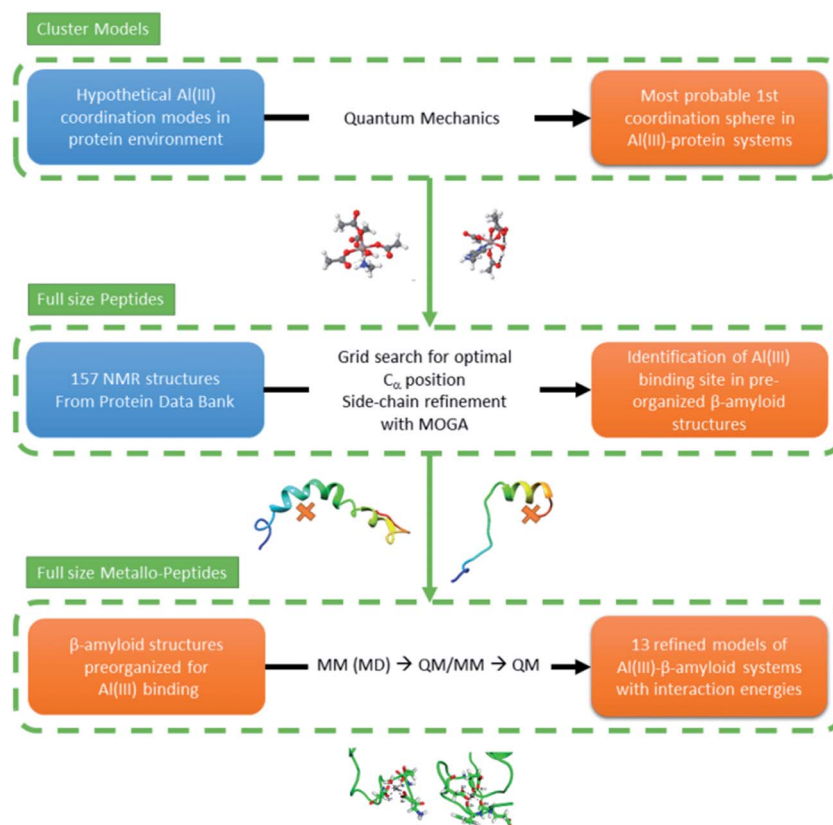 Cluster Models
Hypothetical Al(III)
coordination modes in
protein environment
Quantum Mechanics
Most probable 1st
coordination sphere in
Al(III)-protein systems
Full size Peptides
157 NMR structures
From Protein Data Bank
Grid search for optimal
Cα position
Side-chain refinement
with MOGA
Identification of Al(III)
binding site in pre-
organized β-amyloid
structures
Full size Metallo-Peptides
β-amyloid structures
preorganized for
Al(III) binding
MM (MD) → QM/MM → QM
13 refined models of
Al(III)-β-amyloid systems
with interaction energies